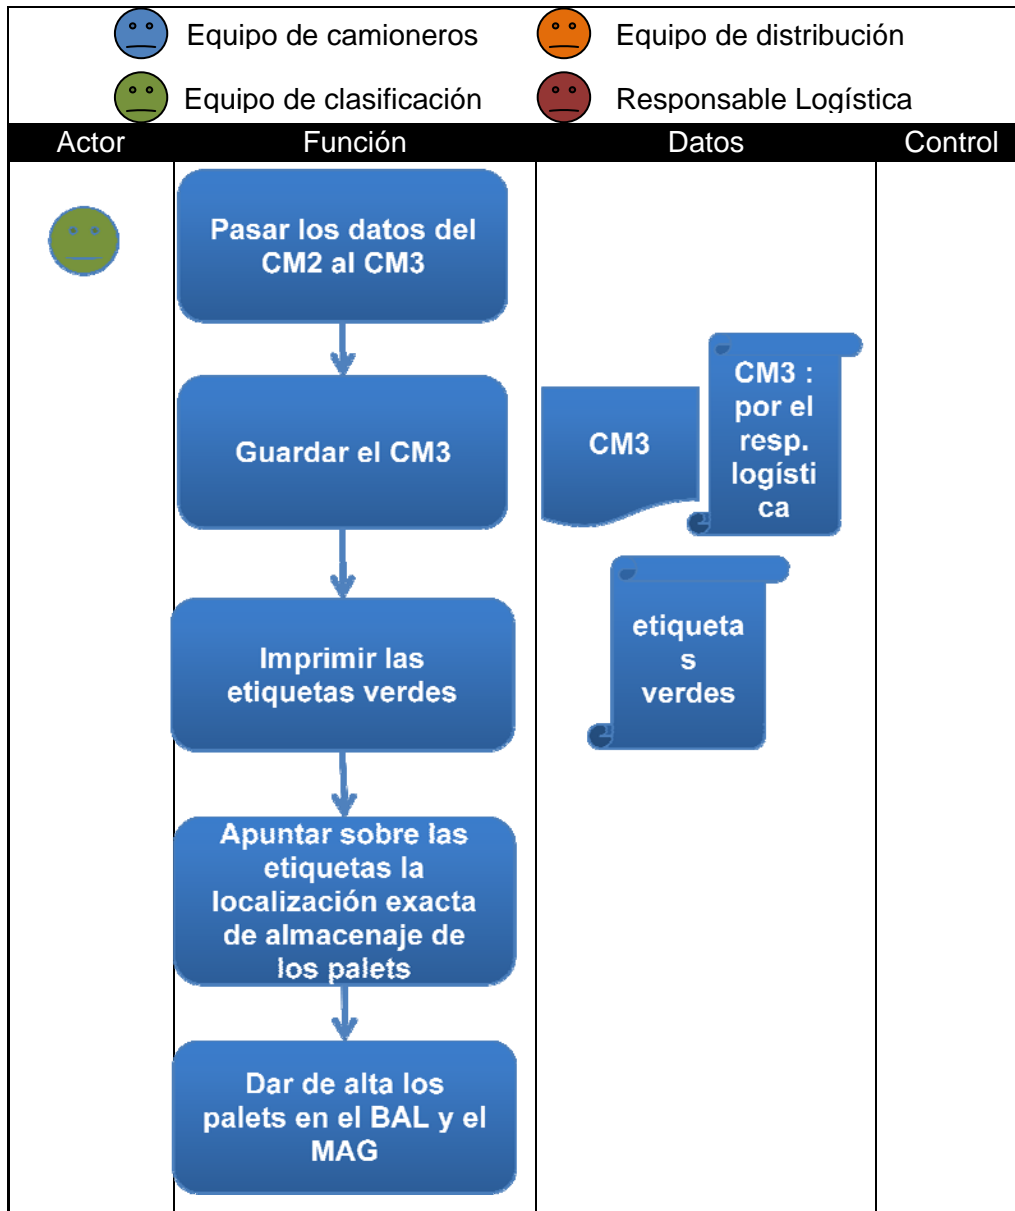 Equipo de camioneros
Equipo de distribución
Equipo de clasificación
Responsable Logística
Actor
Función
Datos
Control
Pasar los datos del
CM2 al CM3
Guardar el CM3
CM3
CM3 :
por el
resp.
logísti
ca
Imprimir las
etiquetas verdes
etiqueta
s
verdes
Apuntar sobre las
etiquetas la
localización exacta
de almacenaje de
los palets
Dar de alta los
palets en el BAL y el
MAG